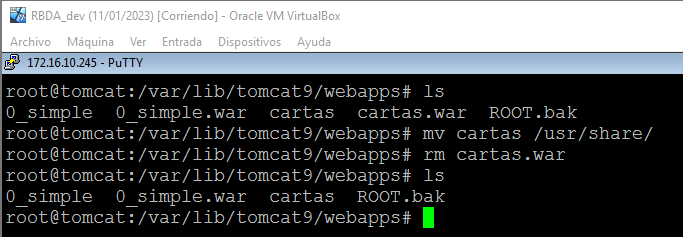 RBDA_dev (11/01/2023) [Corriendo] - Oracle VM VirtualBox
Archivo Máquina Ver Entrada Dispositivos Ayuda
172.16.10.245 - PuTTY
root@tomcat:/var/lib/tomcat9/webapps# ls
0_simple  0_simple.war  cartas  cartas.war  ROOT.bak
root@tomcat:/var/lib/tomcat9/webapps# mv cartas /usr/share/
root@tomcat:/var/lib/tomcat9/webapps# rm cartas.war
root@tomcat:/var/lib/tomcat9/webapps# ls
0_simple  0_simple.war  cartas  ROOT.bak
root@tomcat:/var/lib/tomcat9/webapps#